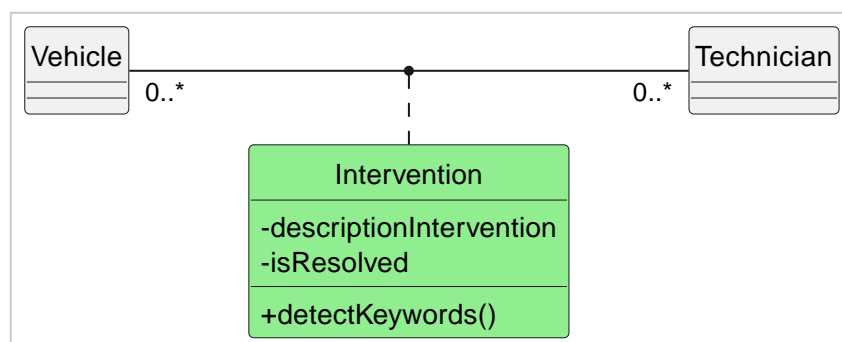 Vehicle
Technician
0..*
0..*
Intervention
-descriptionIntervention
-isResolved
+detectKeywords()